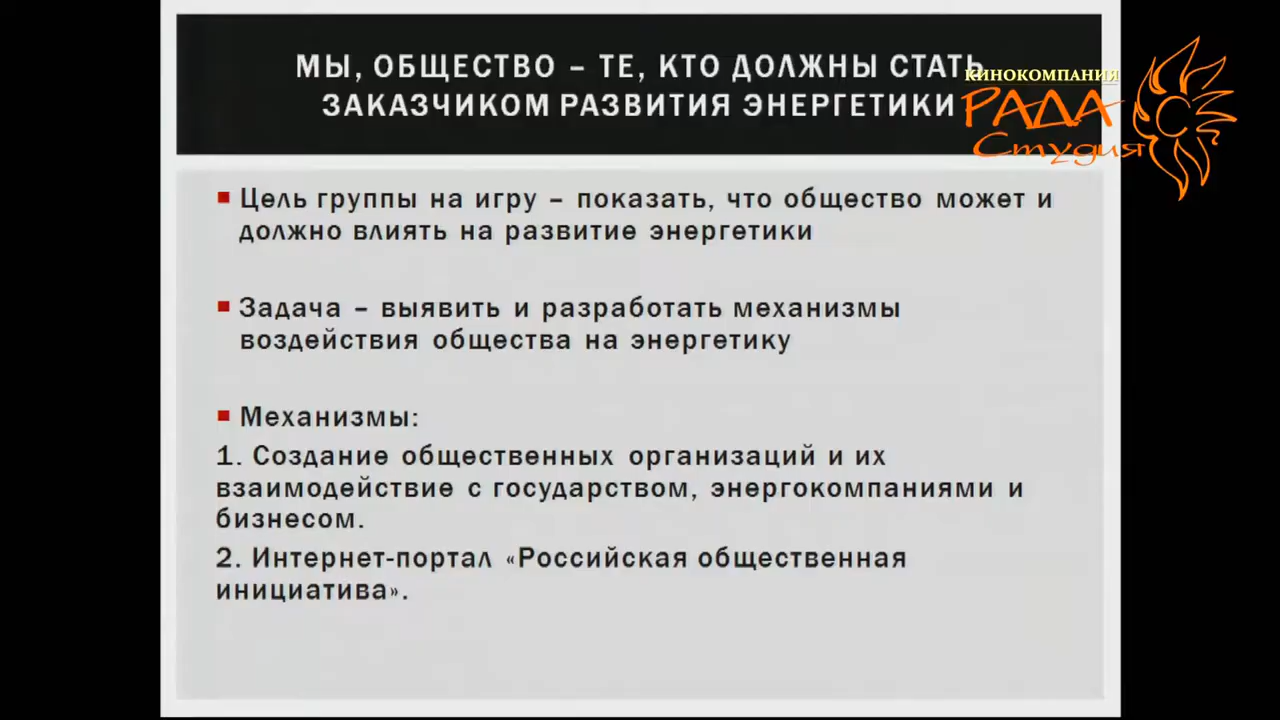 МЫ, ОБЩЕСТВО – ТЕ, КТО ДОЛЖНЫ СТАТЬ
ЗАКАЗЧИКОМ РАЗВИТИЯ ЭНЕРГЕТИКИ
КИНОКОМПАНИЯ
РАДА
Студия
Цель группы на игру – показать, что общество может и
должно влиять на развитие энергетики
Задача – выявить и разработать механизмы
воздействия общества на энергетику
Механизмы:
1. Создание общественных организаций и их
взаимодействие с государством, энергокомпаниями и
бизнесом.
2. Интернет-портал «Российская общественная
инициатива».